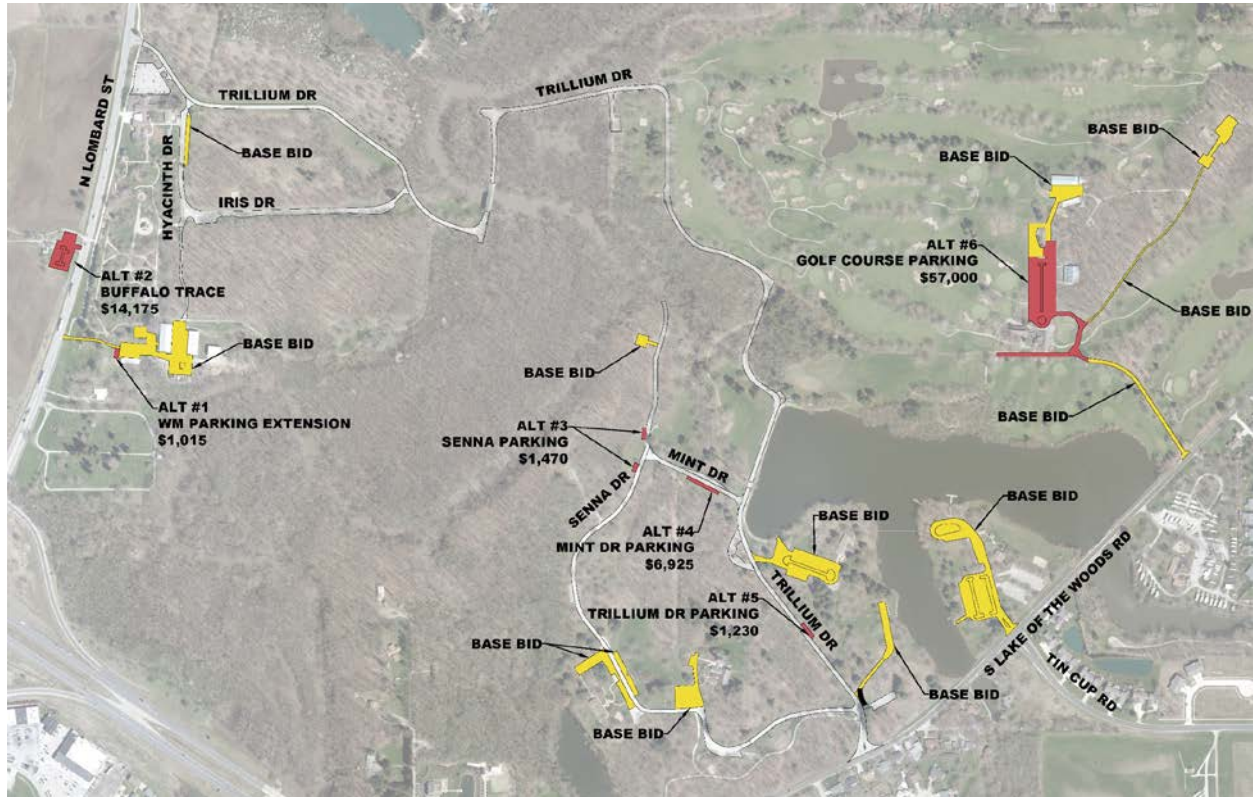 TRILLIUM DR
TRILLIUM DR
N LOMBARD ST
BASE BID
BASE BID
BASE BID
HYACINTH DR
IRIS DR
ALT #6
GOLF COURSE PARKING
$57,000
ALT #2
BUFFALO TRACE
$14,175
BASE BID
BASE BID
BASE BID
ALT #1
WM PARKING EXTENSION
$1,015
BASE BID
ALT #3
SENNA PARKING
$1,470
MINT DR
SENNA DR
BASE BID
BASE BID
ALT #4
MINT DR PARKING
$6,925
TRILLIUM DR
ALT #5
TRILLIUM DR PARKING
$1,230
S LAKE OF THE WOODS RD
BASE BID
BASE BID
TIN CUP RD
BASE BID